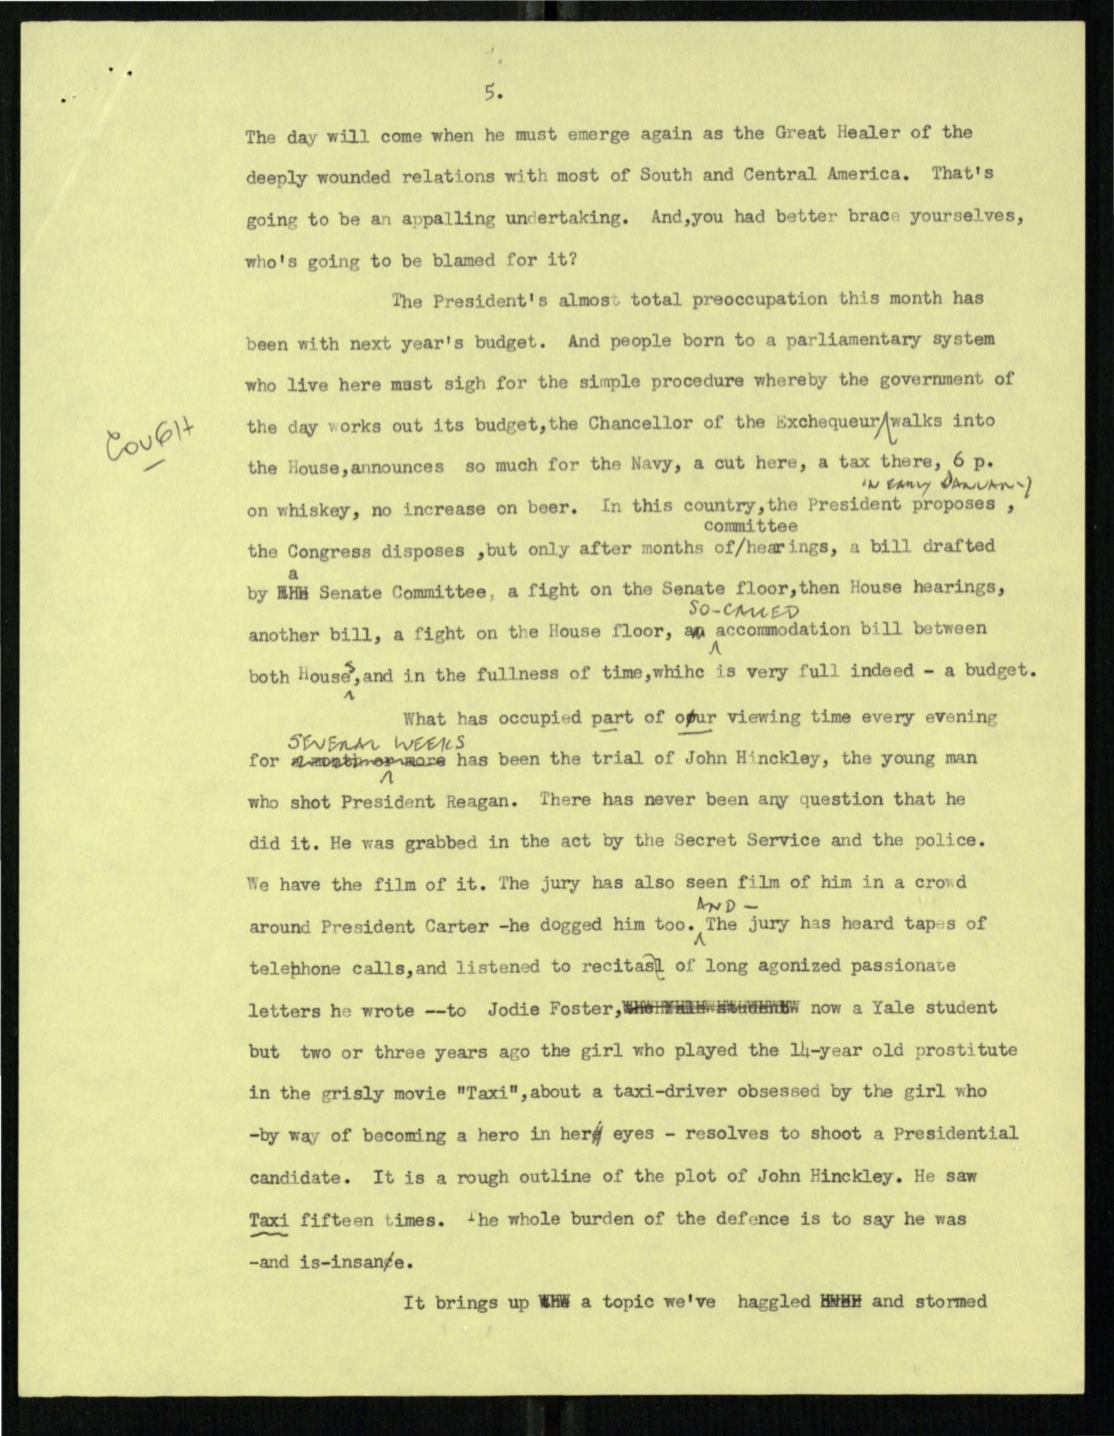 5.
The day will come when he must emerge again as the Great Healer of the
deeply wounded relations with most of South and Central America. That's
going to be an appalling undertaking. And,you had better brace yourselves,
who's going to be blamed for it?
The President's almost total preoccupation this month has
been with next year's budget. And people born to a parliamentary system
who live here must sigh for the simple procedure whereby the government of
COUGH
the day works out its budget,the Chancellor of the Exchequeur/walks into
the House,announces so much for the Navy, a cut here, a tax there, 6 p.
IN EARLY JANUARY
on whiskey, no increase on beer. In this country,the President proposes ,
committee
the Congress disposes ,but only after months of/hearings, a bill drafted
a
by Senate Committee, a fight on the Senate floor,then House hearings,
SO-CALLED
another bill, a fight on the House floor, a accommodation bill between
both Houses,and in the fullness of time,whihc is very full indeed - a budget.
What has occupied part of our viewing time every evening
SEVERAL WEEKS
for a month or more has been the trial of John Hinckley, the young man
who shot President Reagan. There has never been any question that he
did it. He was grabbed in the act by the Secret Service and the police.
We have the film of it. The jury has also seen film of him in a crowd
AND —
around President Carter -he dogged him too. The jury has heard tapes of
telehhone calls,and listened to recitasl of long agonized passionate
letters he wrote --to Jodie Foster, now a Yale student
but two or three years ago the girl who played the 14-year old prostitute
in the grisly movie "Taxi",about a taxi-driver obsessed by the girl who
-by way of becoming a hero in her eyes - resolves to shoot a Presidential
candidate. It is a rough outline of the plot of John Hinckley. He saw
Taxi fifteen times. The whole burden of the defence is to say he was
-and is-insane.
It brings up a topic we've haggled and stormed